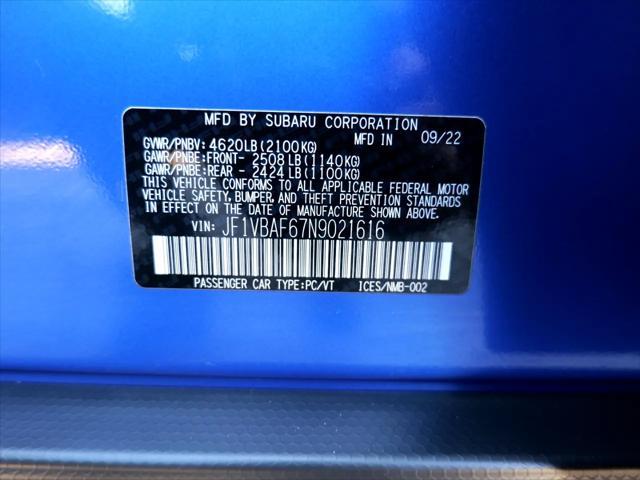 MFD BY SUBARU CORPORATION
GVWR/PNBV: 4620LB (2100KG) MFD IN 09/22
GAWR/PNBE: FRONT- 2508 LB (1140KG)
GAWR/PNBE: REAR - 2424 LB (1100KG)
THIS VEHICLE CONFORMS TO ALL APPLICABLE FEDERAL MOTOR
VEHICLE SAFETY, BUMPER, AND THEFT PREVENTION STANDARDS
IN EFFECT ON THE DATE OF MANUFACTURE SHOWN ABOVE.
VIN: JF1VBAF67N9021616
PASSENGER CAR TYPE:PC/VT ICES/NMB-002